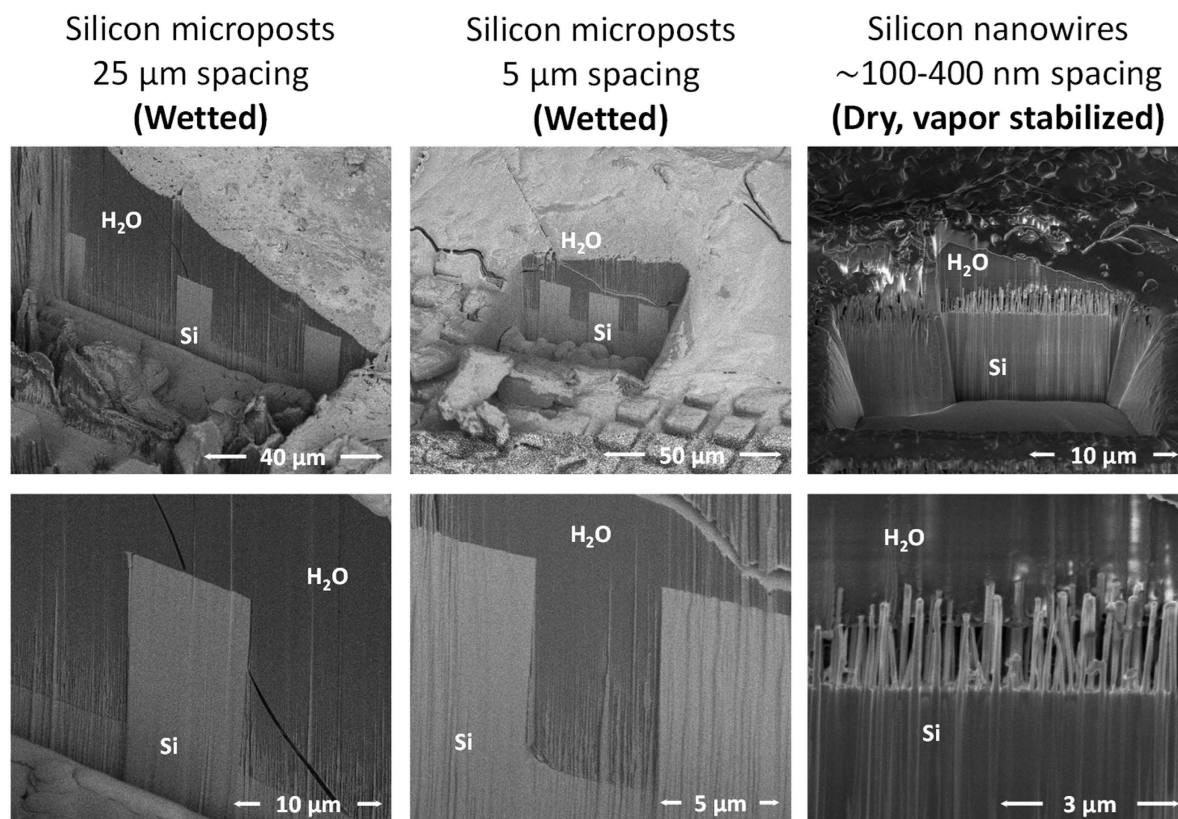 Silicon microposts
25 µm spacing
(Wetted)
Silicon microposts
5 µm spacing
(Wetted)
Silicon nanowires
~100-400 nm spacing
(Dry, vapor stabilized)
H₂O
Si
40 µm
H₂O
Si
50 µm
H₂O
Si
10 µm
H₂O
Si
10 µm
H₂O
Si
5 µm
H₂O
Si
3 µm